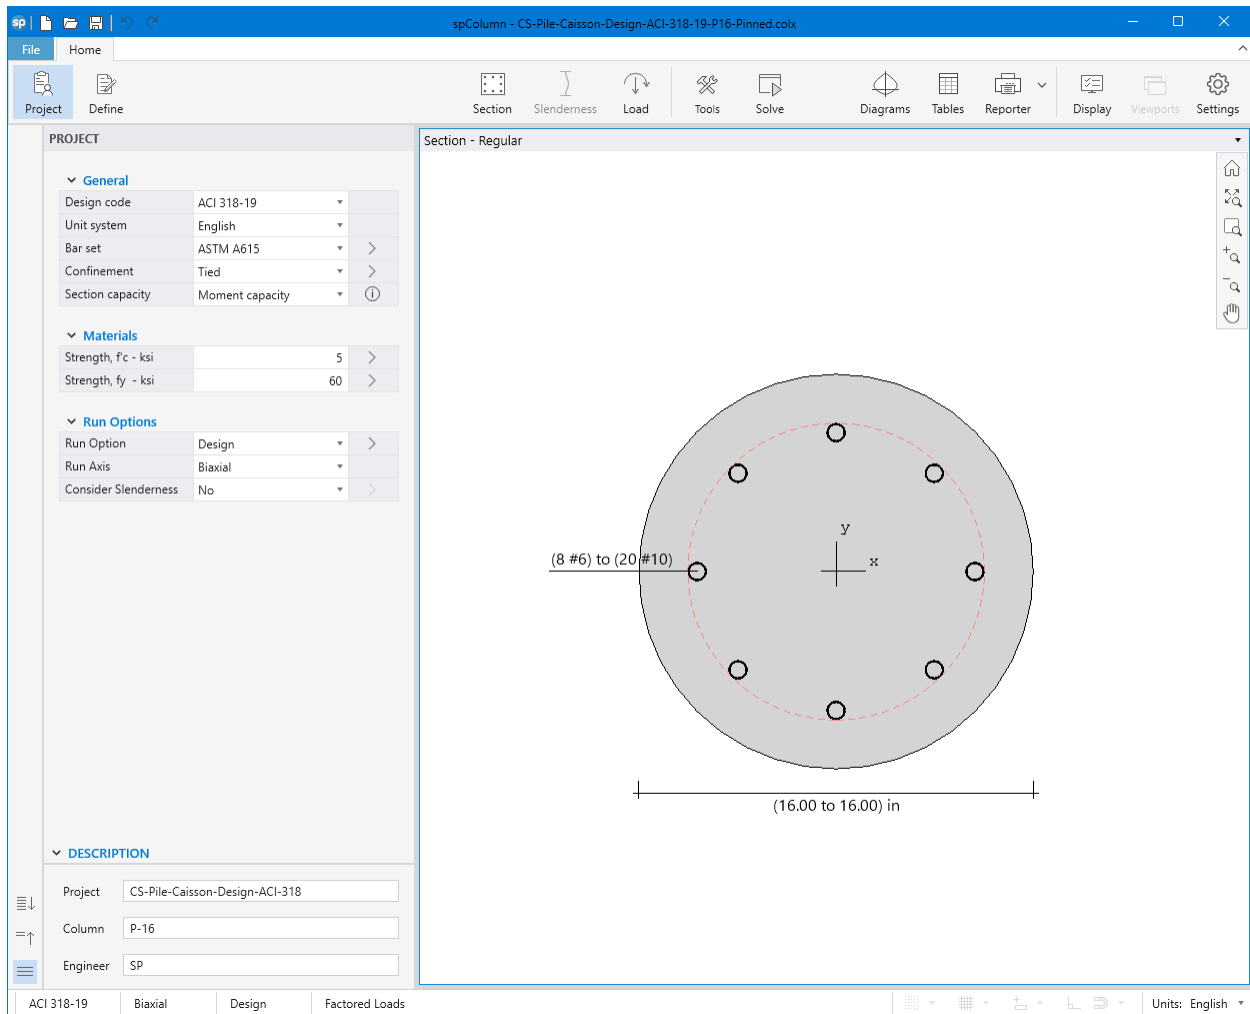 sp
spColumn - CS-Pile-Caisson-Design-ACI-318-19-P16-Pinned.colx
File Home
Project Define Section Slenderness Load Tools Solve Diagrams Tables Reporter Display Viewports Settings
PROJECT
General
Design code ACI 318-19
Unit system English
Bar set ASTM A615
Confinement Tied
Section capacity Moment capacity
Materials
Strength, f'c - ksi 5
Strength, fy - ksi 60
Run Options
Run Option Design
Run Axis Biaxial
Consider Slenderness No
DESCRIPTION
Project CS-Pile-Caisson-Design-ACI-318
Column P-16
Engineer SP
Section - Regular
y
x
(8 #6) to (20 #10)
(16.00 to 16.00) in
ACI 318-19 Biaxial Design Factored Loads Units: English